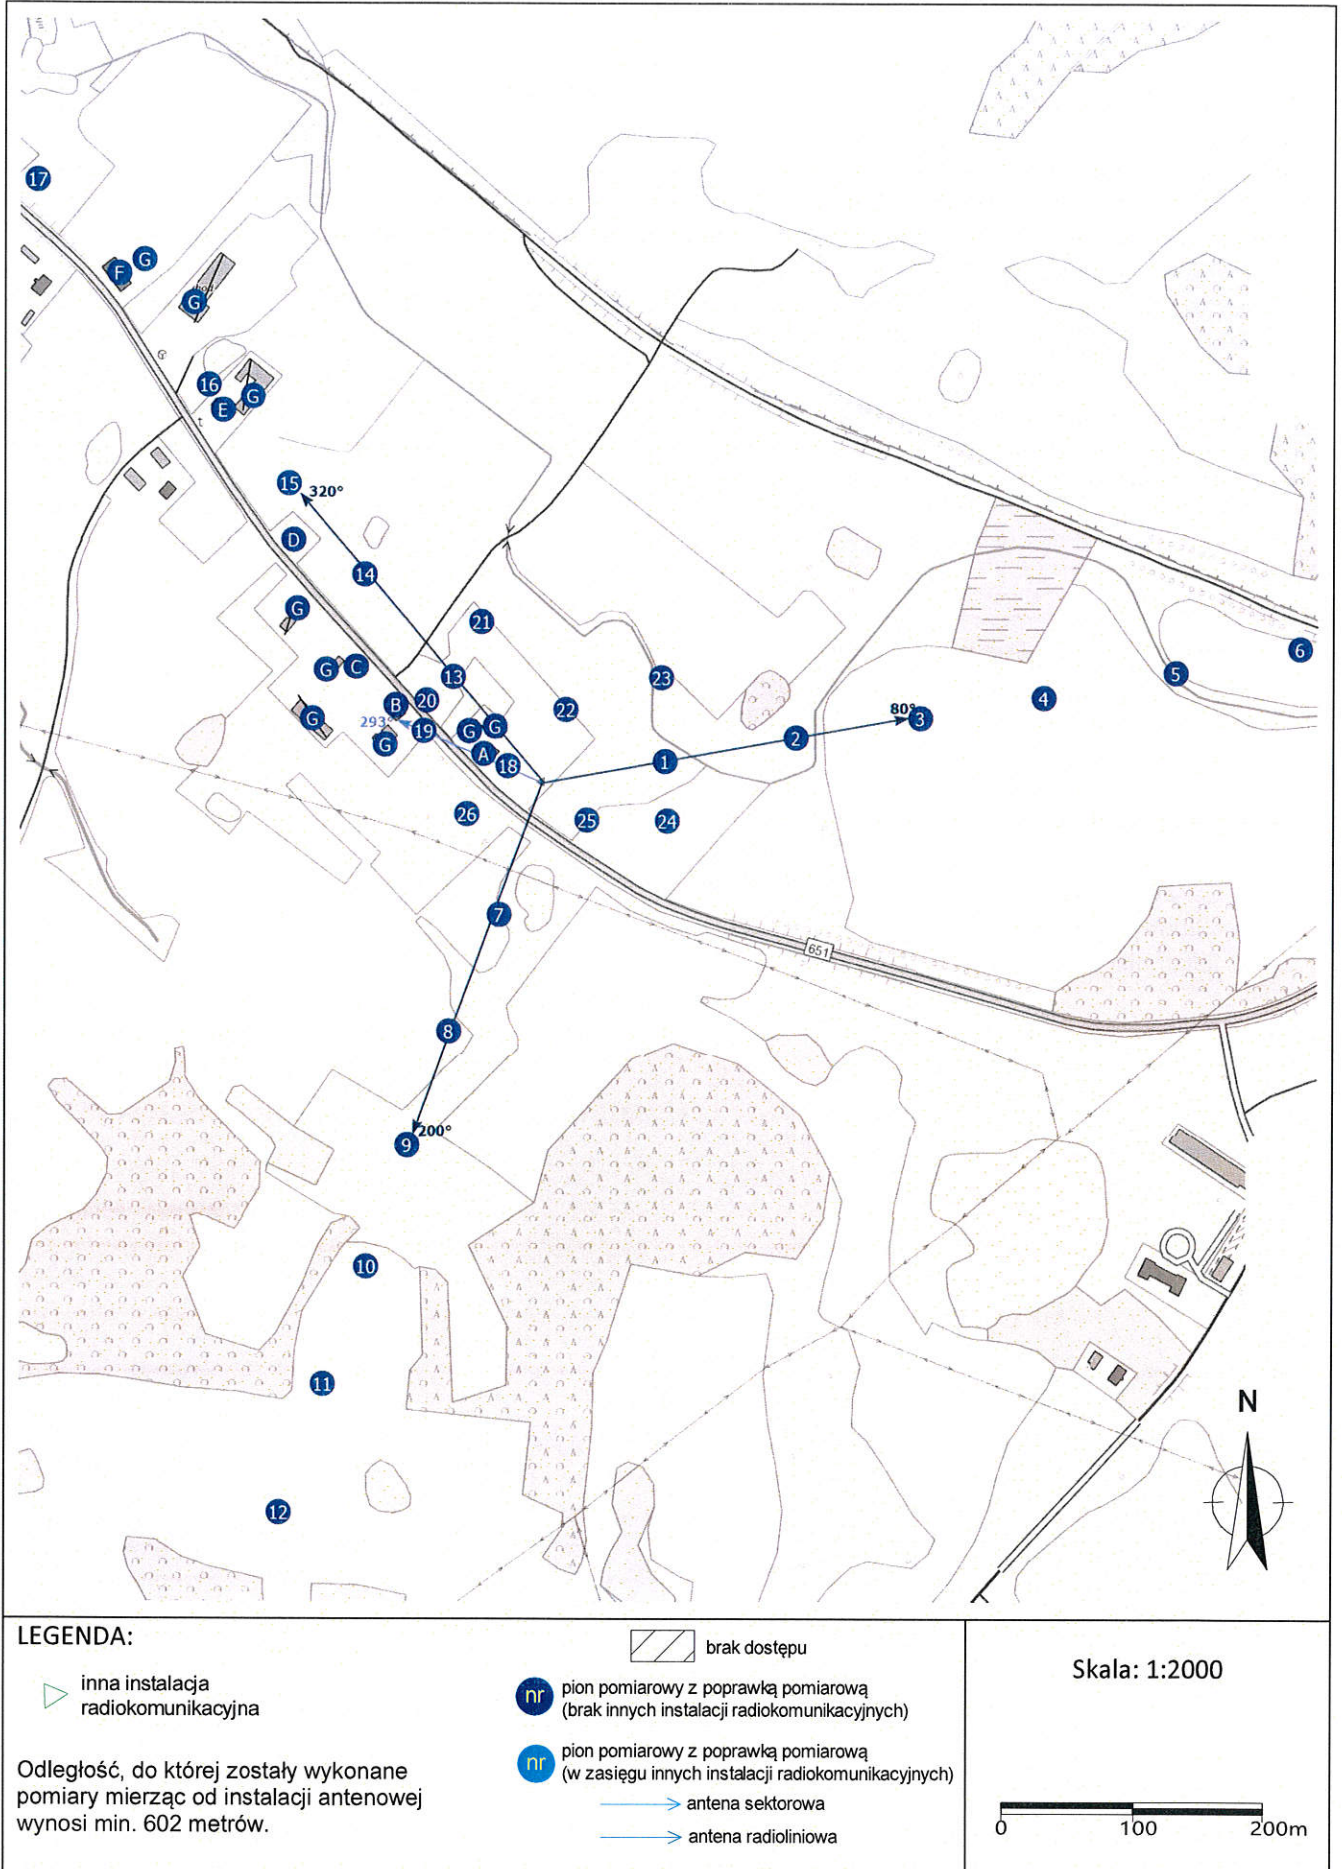 17
F G
G
G
16
E G
t
15
320°
D
14
G
21
6
13
23
5
G C
4
B 20
22
G
293° 19
G G
80° 3
2
G
A
18
1
26
25
24
7
651
8
200°
9
10
11
N
12
LEGENDA:
inna instalacja
radiokomunikacyjna
Odległość, do której zostały wykonane
pomiary mierząc od instalacji antenowej
wynosi min. 602 metrów.
brak dostępu
nr pion pomiarowy z poprawką pomiarową
(brak innych instalacji radiokomunikacyjnych)
nr pion pomiarowy z poprawką pomiarową
(w zasięgu innych instalacji radiokomunikacyjnych)
antena sektorowa
antena radioliniowa
Skala: 1:2000
0 100 200m